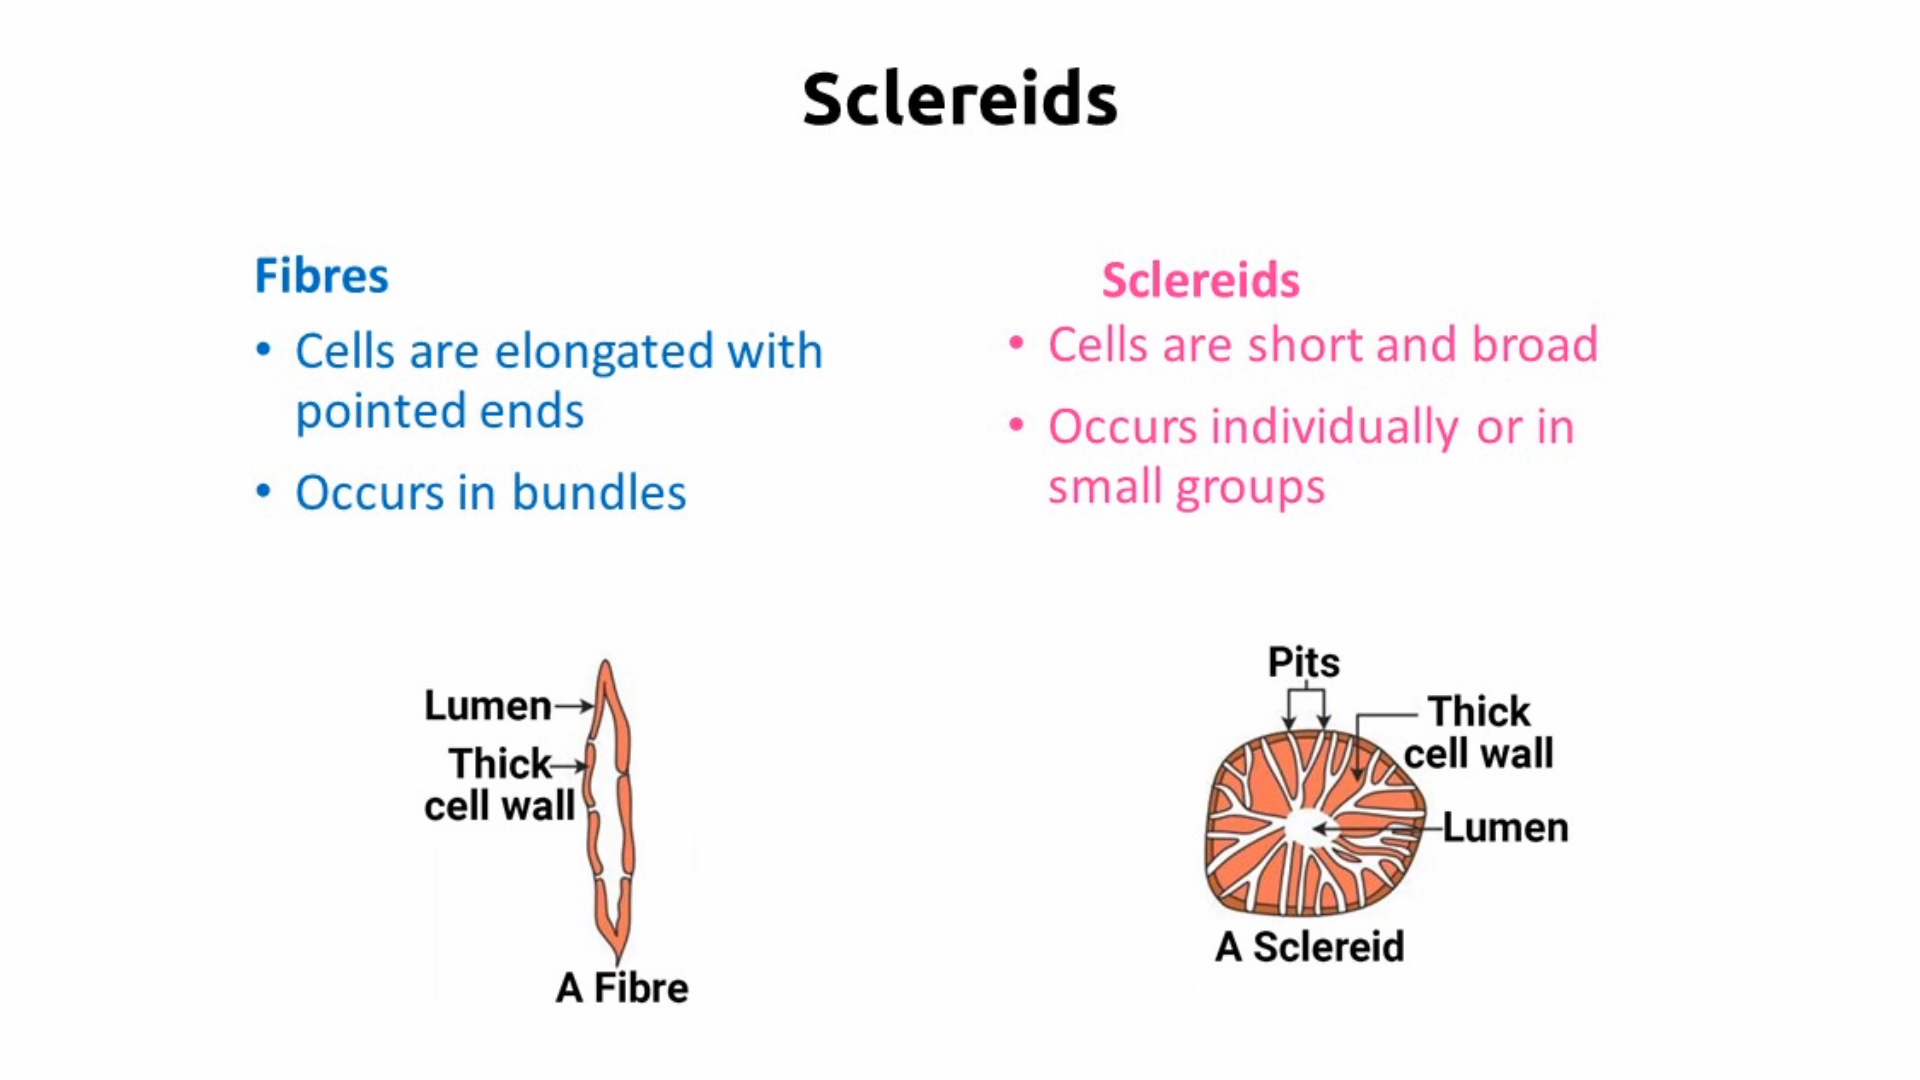 Sclereids
Fibres
• Cells are elongated with
pointed ends
• Occurs in bundles
Sclereids
• Cells are short and broad
• Occurs individually or in
small groups
Lumen
Thick
cell wall
A Fibre
Pits
Thick
cell wall
Lumen
A Sclereid